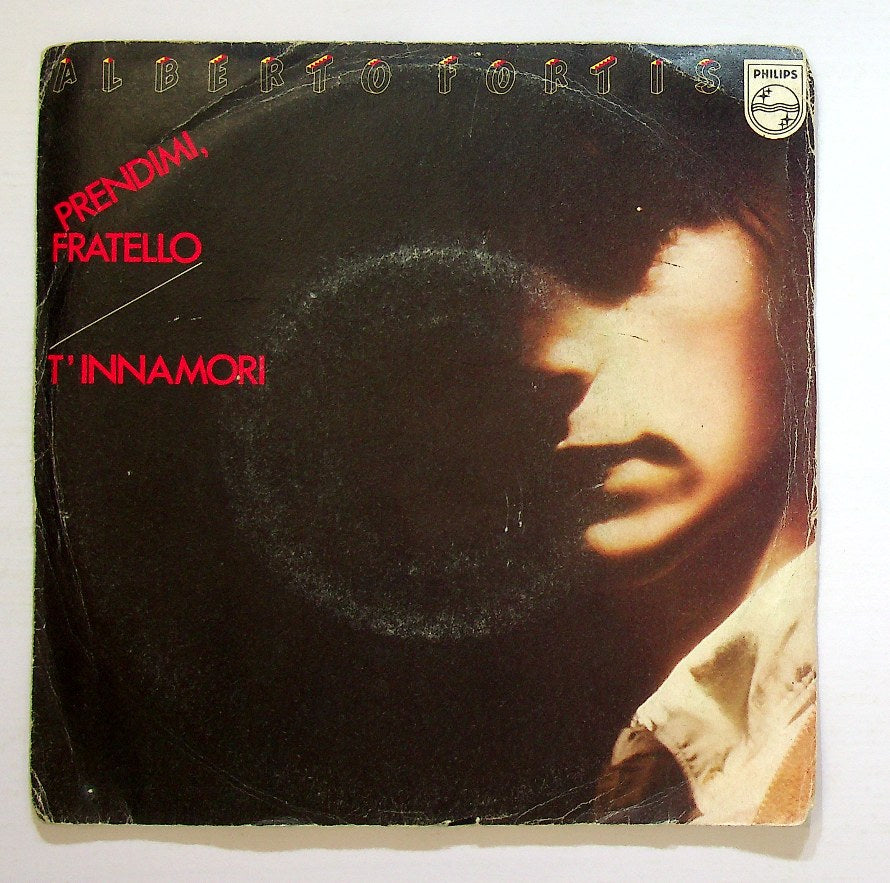 ALBERTO FORTIS
PHILIPS
PRENDIMI,
FRATELLO
T'INNAMORI